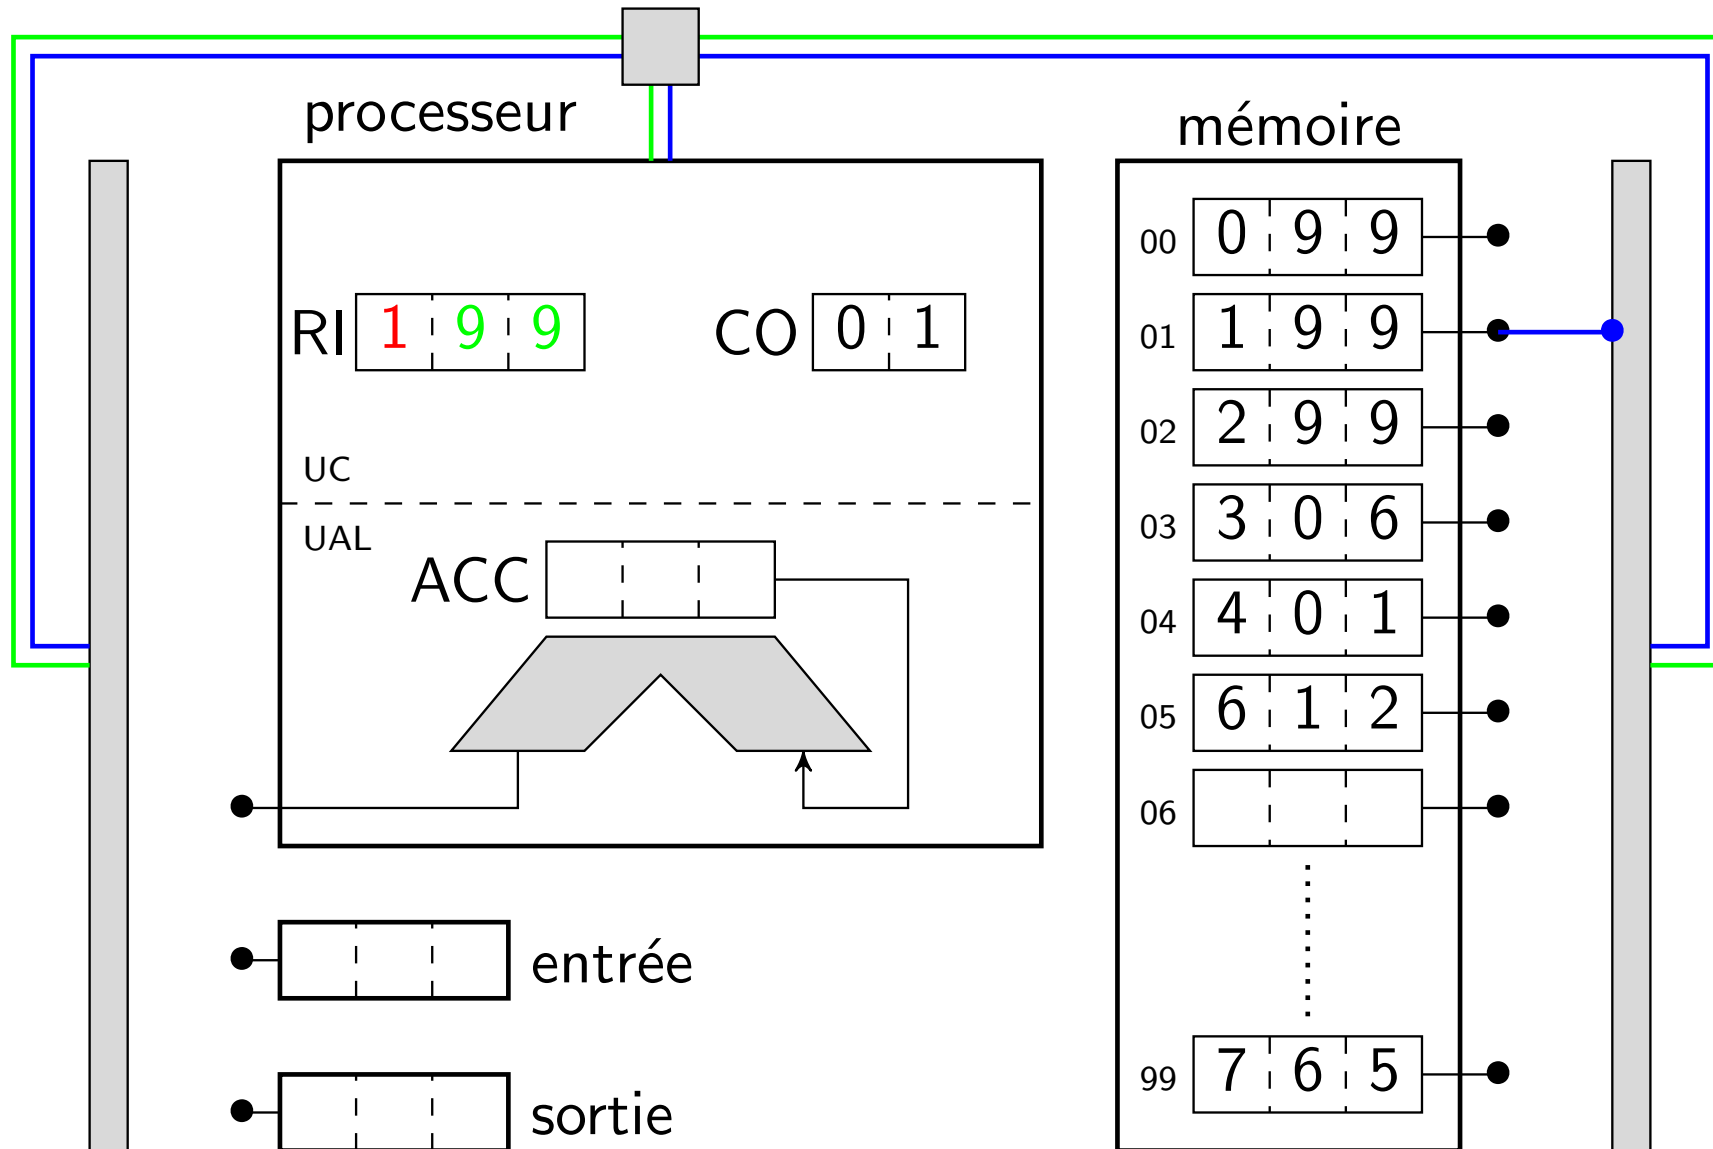 processeur
mémoire
00 0 9 9
RI 1 9 9 CO 0 1
01 1 9 9
02 2 9 9
UC
03 3 0 6
UAL
ACC
04 4 0 1
05 6 1 2
06
entrée
99 7 6 5
sortie